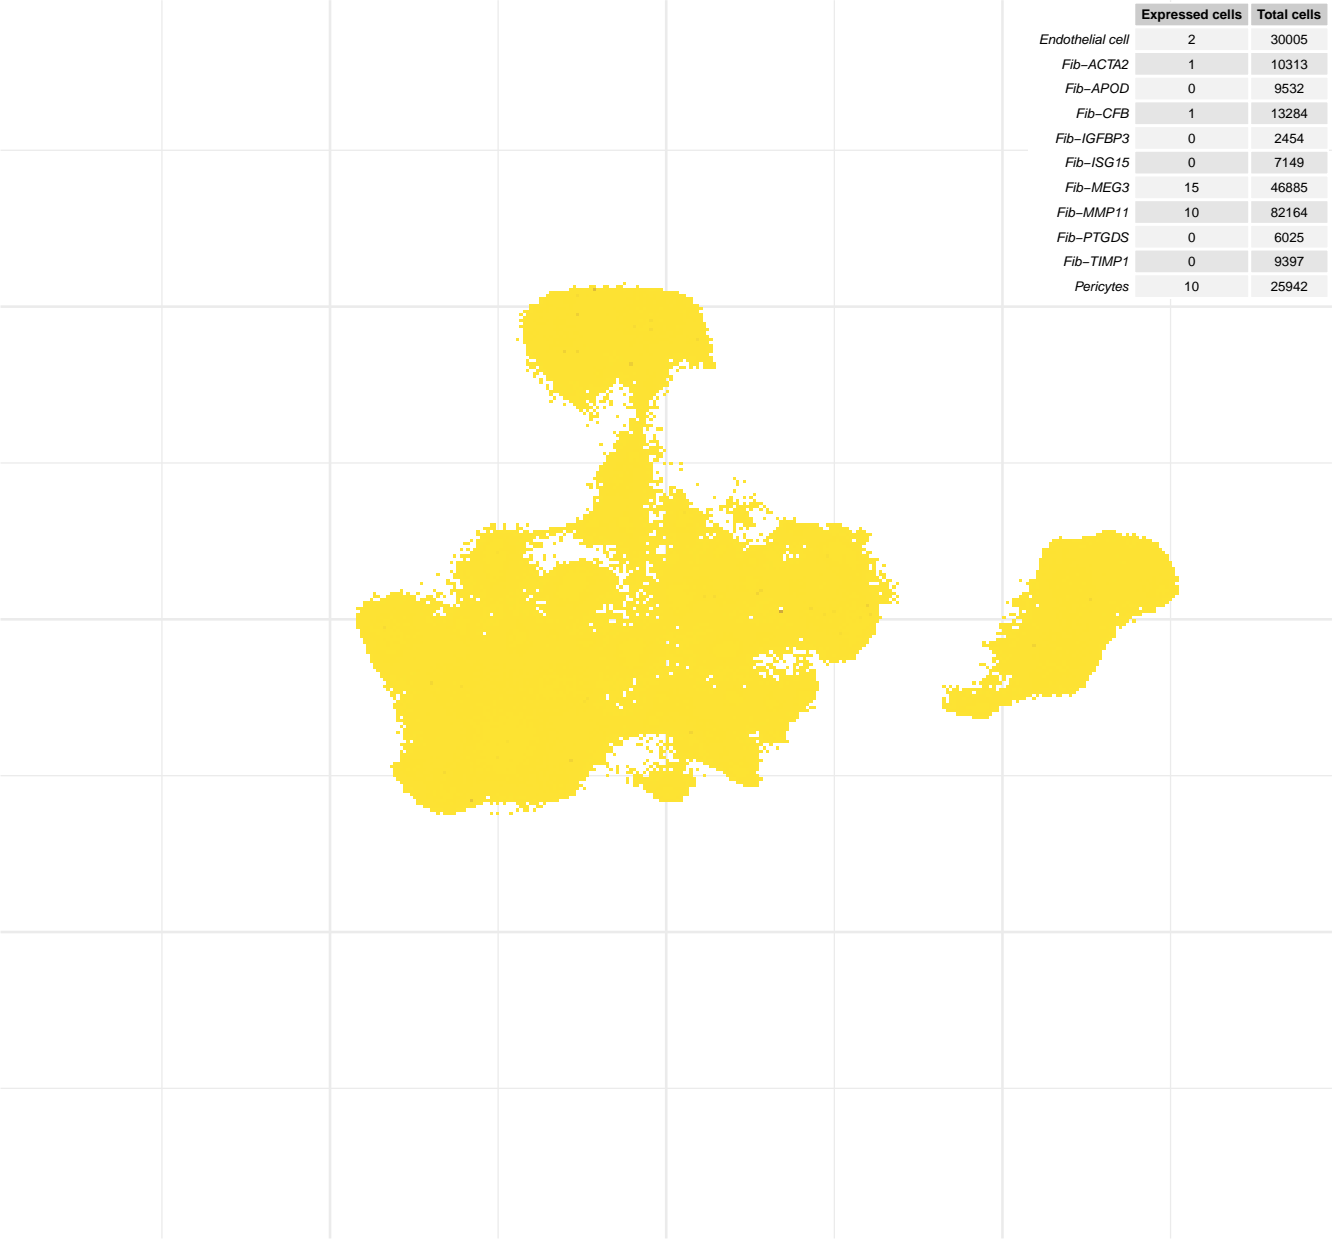 Expressed cells Total cells
Endothelial cell 2 30005
Fib−ACTA2 1 10313
Fib−APOD 0 9532
Fib−CFB 1 13284
Fib−IGFBP3 0 2454
Fib−ISG15 0 7149
Fib−MEG3 15 46885
Fib−MMP11 10 82164
Fib−PTGDS 0 6025
Fib−TIMP1 0 9397
Pericytes 10 25942